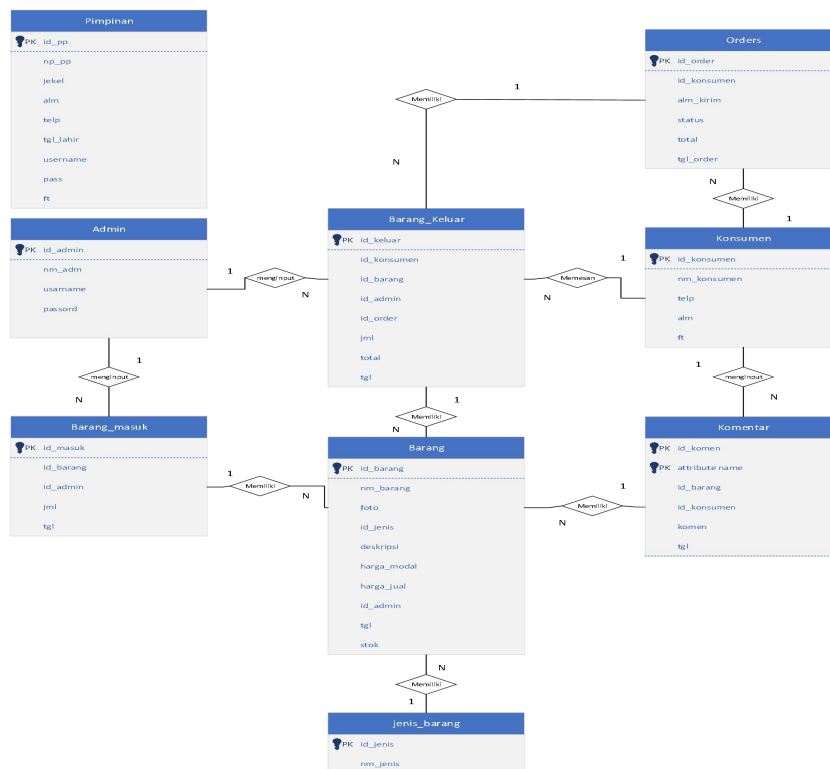 Pimpinan
PK id_pp
np_pp
jekel
alm
telp
tgl_lahir
username
pass
ft
Orders
PK id_order
id_konsumen
alm_kirim
status
total
tgl_order
Memiliki
1
N
N
Memiliki
1
Admin
PK id_admin
nm_adm
usarname
passord
1
menginput
N
Barang_Keluar
PK id_keluar
id_konsumen
id_barang
id_admin
id_order
jml
total
tgl
1
Memesan
N
Konsumen
PK id_konsumen
nm_konsumen
telp
alm
ft
1
menginput
N
1
Memiliki
N
1
menginput
N
Barang_masuk
PK id_masuk
id_barang
id_admin
jml
tgl
1
Memiliki
N
Barang
PK id_barang
nm_barang
foto
id_jenis
deskripsi
harga_modal
harga_jual
id_admin
tgl
stok
1
Memiliki
N
Komentar
PK id_komen
PK attribute name
id_barang
id_konsumen
komen
tgl
N
Memiliki
1
jenis_barang
PK id_jenis
nm_jenis